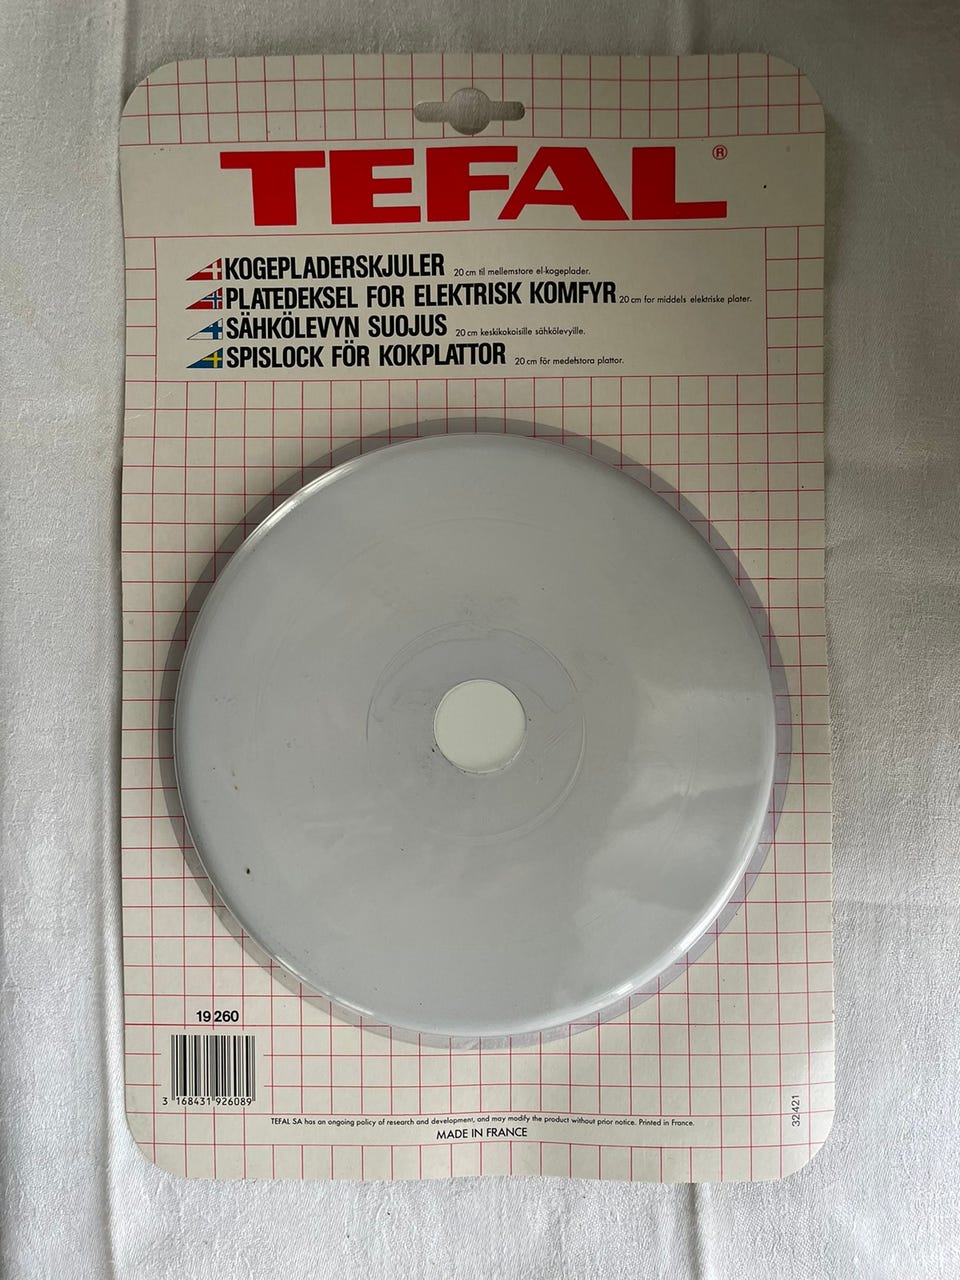 TEFAL®
KOGEPLADERSKJULER 20 cm til mellemstore el-kogeplader.
PLATEDEKSEL FOR ELEKTRISK KOMFYR 20 cm for middels elektriske plater.
SÄHKÖLEVYN SUOJUS 20 cm keskikokoisille sähkölevyille.
SPISLOCK FÖR KOKPLATTOR 20 cm för medelstora plattor.
19 260
3 168431 926089
TEFAL SA has an ongoing policy of research and development, and may modify the product without prior notice. Printed in France.
MADE IN FRANCE
32421